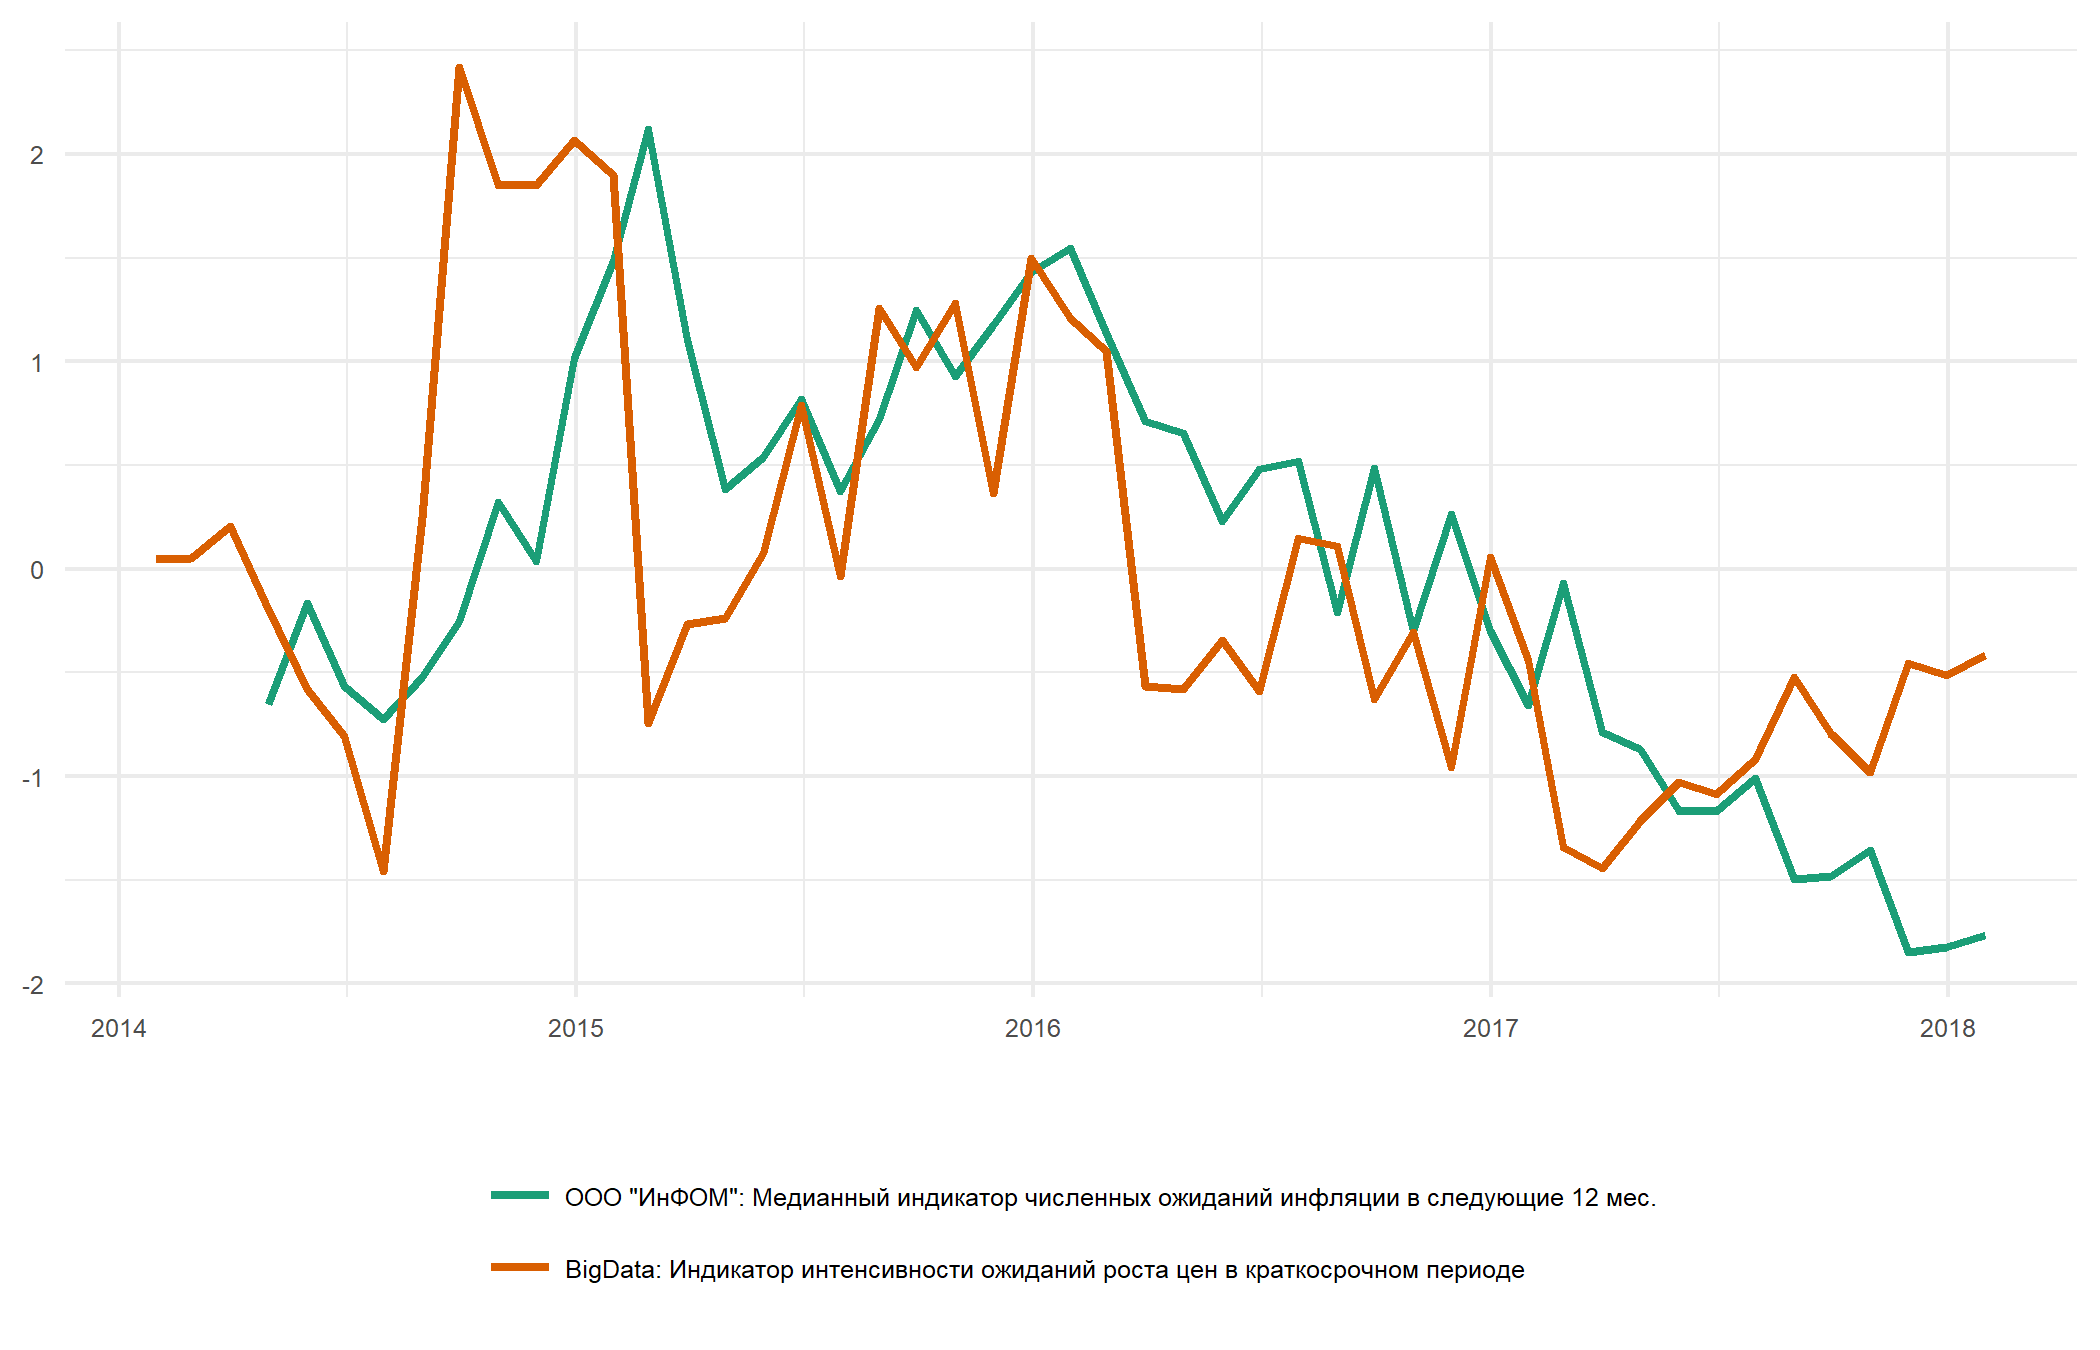 2
1
0
-1
-2
2014 2015 2016 2017 2018
ООО "ИнФОМ": Медианный индикатор численных ожиданий инфляции в следующие 12 мес.
BigData: Индикатор интенсивности ожиданий роста цен в краткосрочном периоде